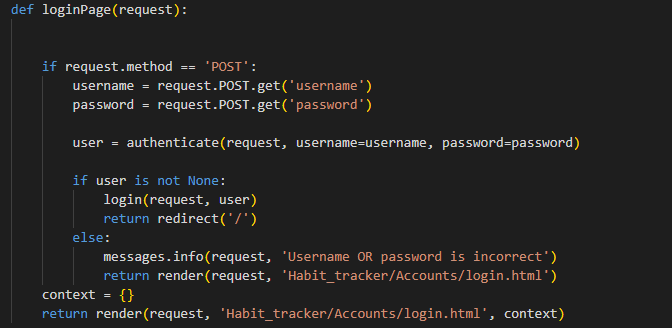 def loginPage(request):
if request.method == 'POST':
username = request.POST.get('username')
password = request.POST.get('password')
user = authenticate(request, username=username, password=password)
if user is not None:
login(request, user)
return redirect('/')
else:
messages.info(request, 'Username OR password is incorrect')
return render(request, 'Habit_tracker/Accounts/login.html')
context = {}
return render(request, 'Habit_tracker/Accounts/login.html', context)